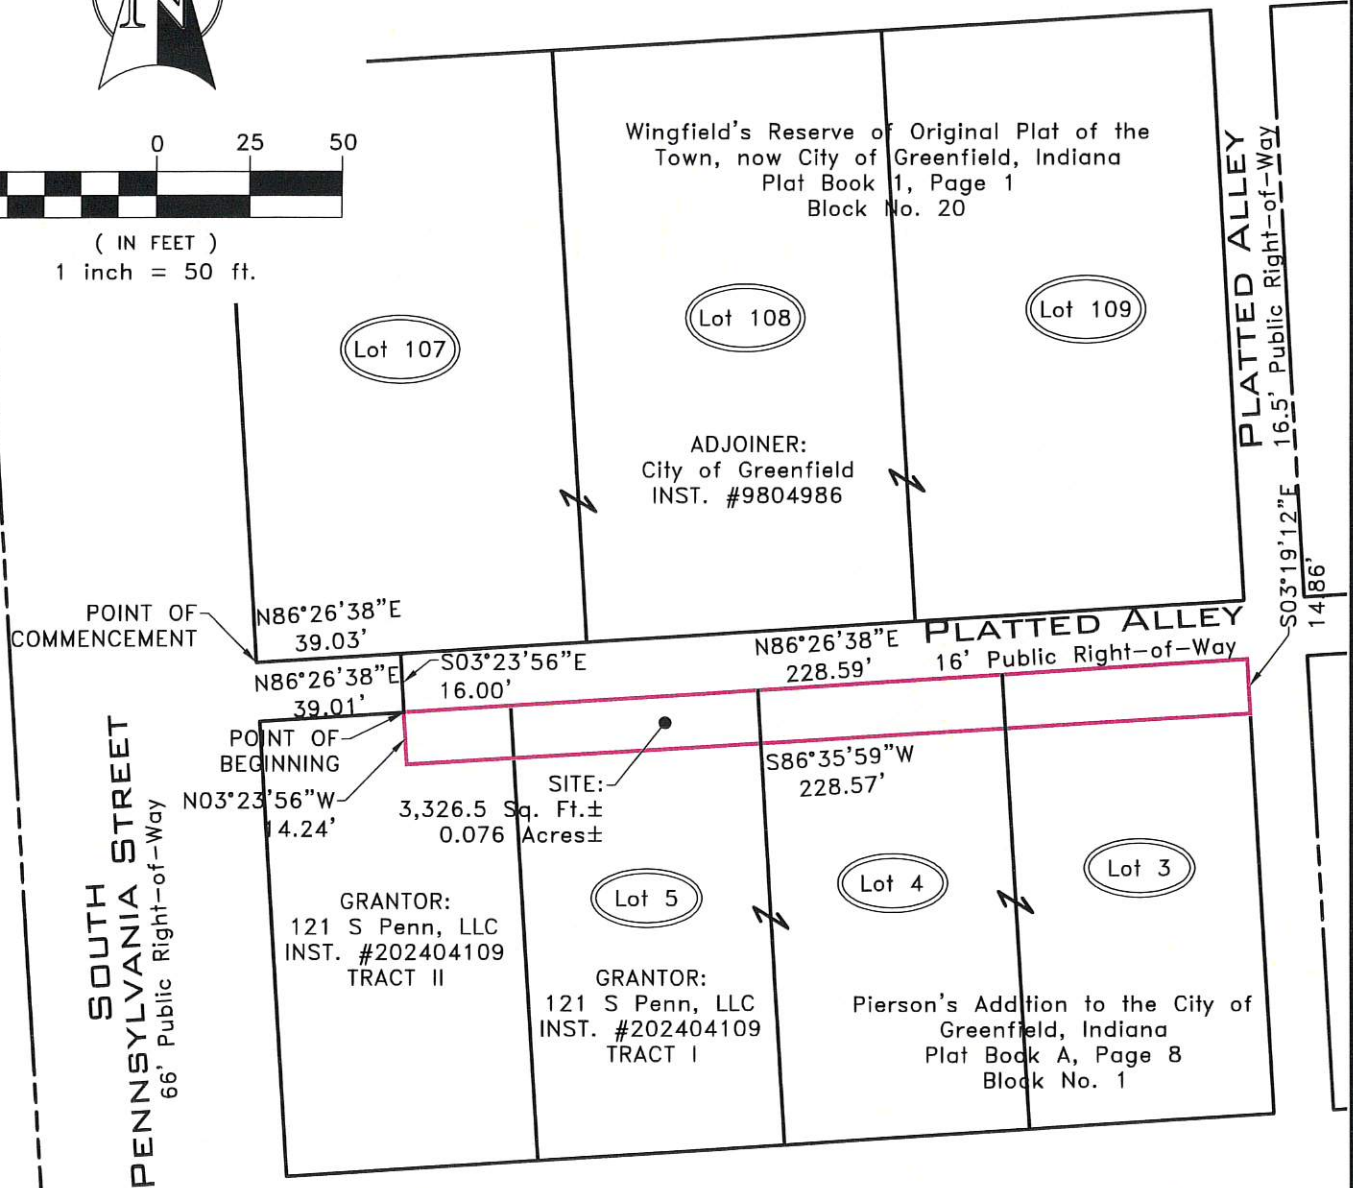 N
0 25 50
( IN FEET )
1 inch = 50 ft.
Wingfield's Reserve of Original Plat of the
Town, now City of Greenfield, Indiana
Plat Book 1, Page 1
Block No. 20
Lot 107
Lot 108
Lot 109
ADJOINER:
City of Greenfield
INST. #9804986
PLATTED ALLEY
16.5' Public Right-of-Way
S03°19'12"E
14.86'
POINT OF
COMMENCEMENT
N86°26'38"E
39.03'
N86°26'38"E
39.01'
S03°23'56"E
16.00'
N86°26'38"E
228.59'
PLATTED ALLEY
16' Public Right-of-Way
POINT OF
BEGINNING
N03°23'56"W
14.24'
SITE:
3,326.5 Sq. Ft.±
0.076 Acres±
S86°35'59"W
228.57'
SOUTH
PENNSYLVANIA STREET
66' Public Right-of-Way
GRANTOR:
121 S Penn, LLC
INST. #202404109
TRACT II
Lot 5
GRANTOR:
121 S Penn, LLC
INST. #202404109
TRACT I
Lot 4
Lot 3
Pierson's Addition to the City of
Greenfield, Indiana
Plat Book A, Page 8
Block No. 1